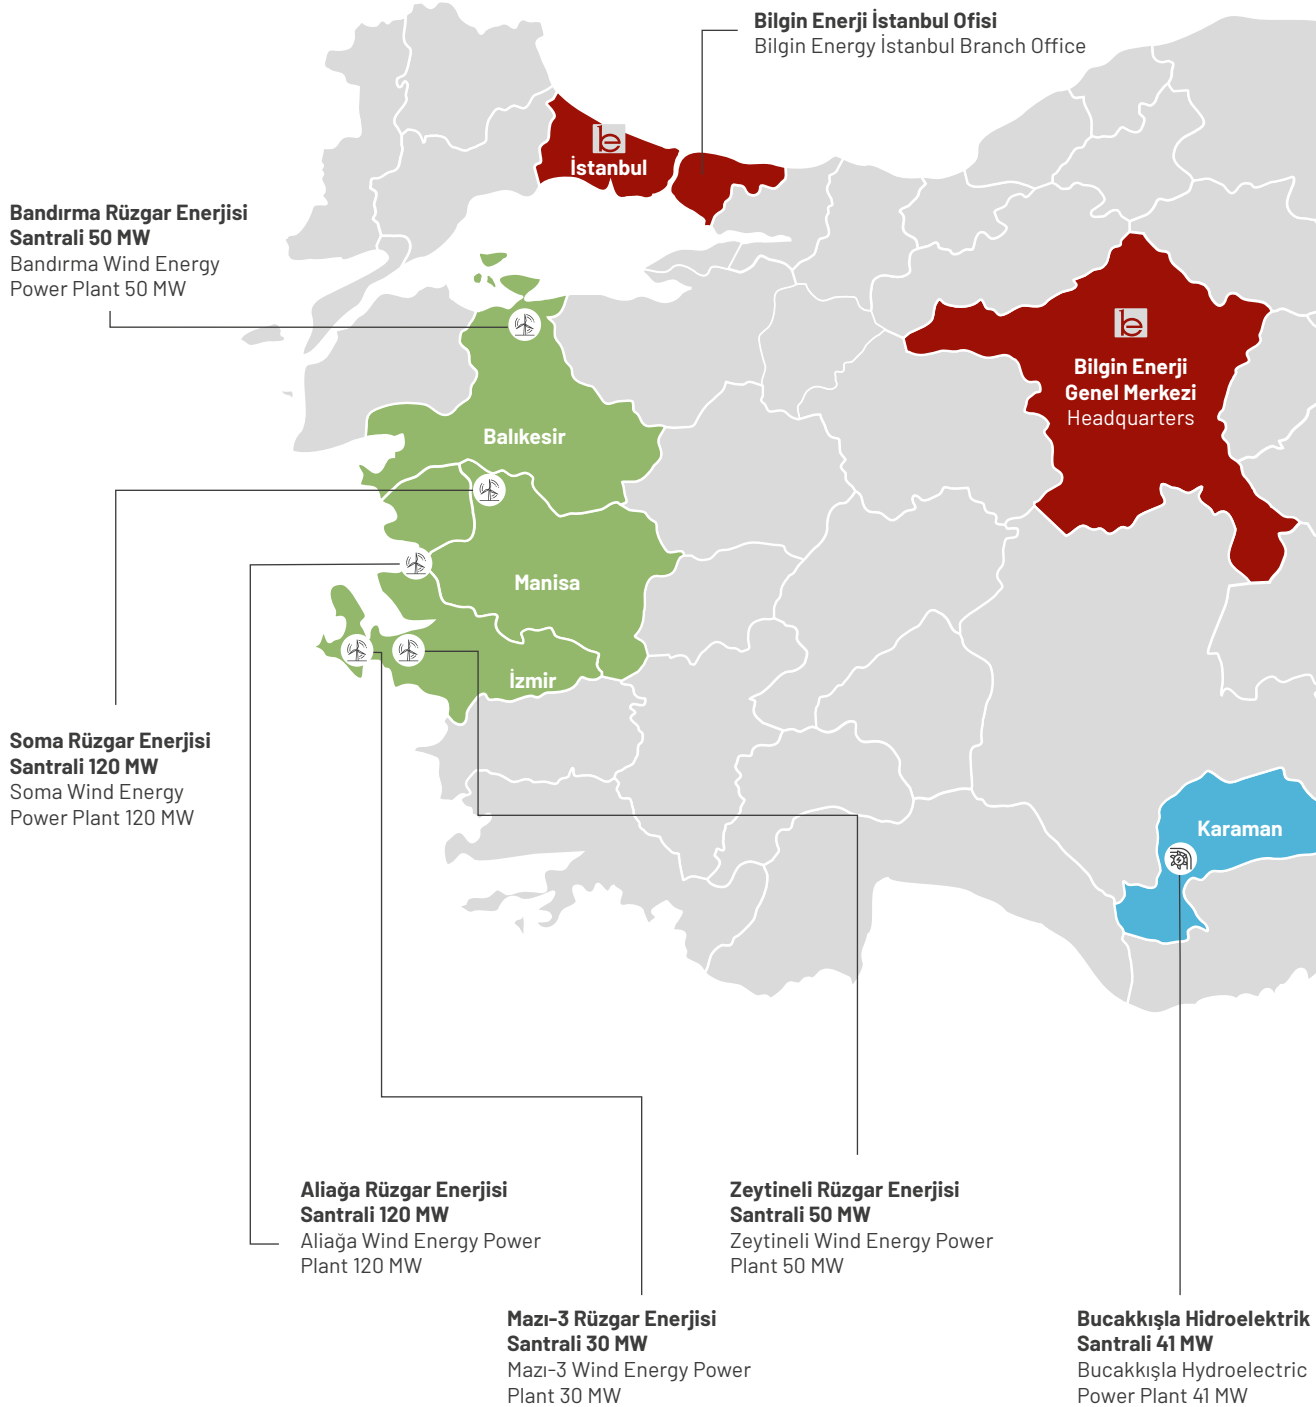 Bilgin Enerji İstanbul Ofisi
Bilgin Energy İstanbul Branch Office
be
İstanbul
Bandırma Rüzgar Enerjisi
Santrali 50 MW
Bandırma Wind Energy
Power Plant 50 MW
be
Bilgin Enerji
Genel Merkezi
Headquarters
Balıkesir
Manisa
İzmir
Soma Rüzgar Enerjisi
Santrali 120 MW
Soma Wind Energy
Power Plant 120 MW
Karaman
Aliağa Rüzgar Enerjisi
Santrali 120 MW
Aliağa Wind Energy Power
Plant 120 MW
Zeytineli Rüzgar Enerjisi
Santrali 50 MW
Zeytineli Wind Energy Power
Plant 50 MW
Mazı-3 Rüzgar Enerjisi
Santrali 30 MW
Mazı-3 Wind Energy Power
Plant 30 MW
Bucakkışla Hidroelektrik
Santrali 41 MW
Bucakkışla Hydroelectric
Power Plant 41 MW